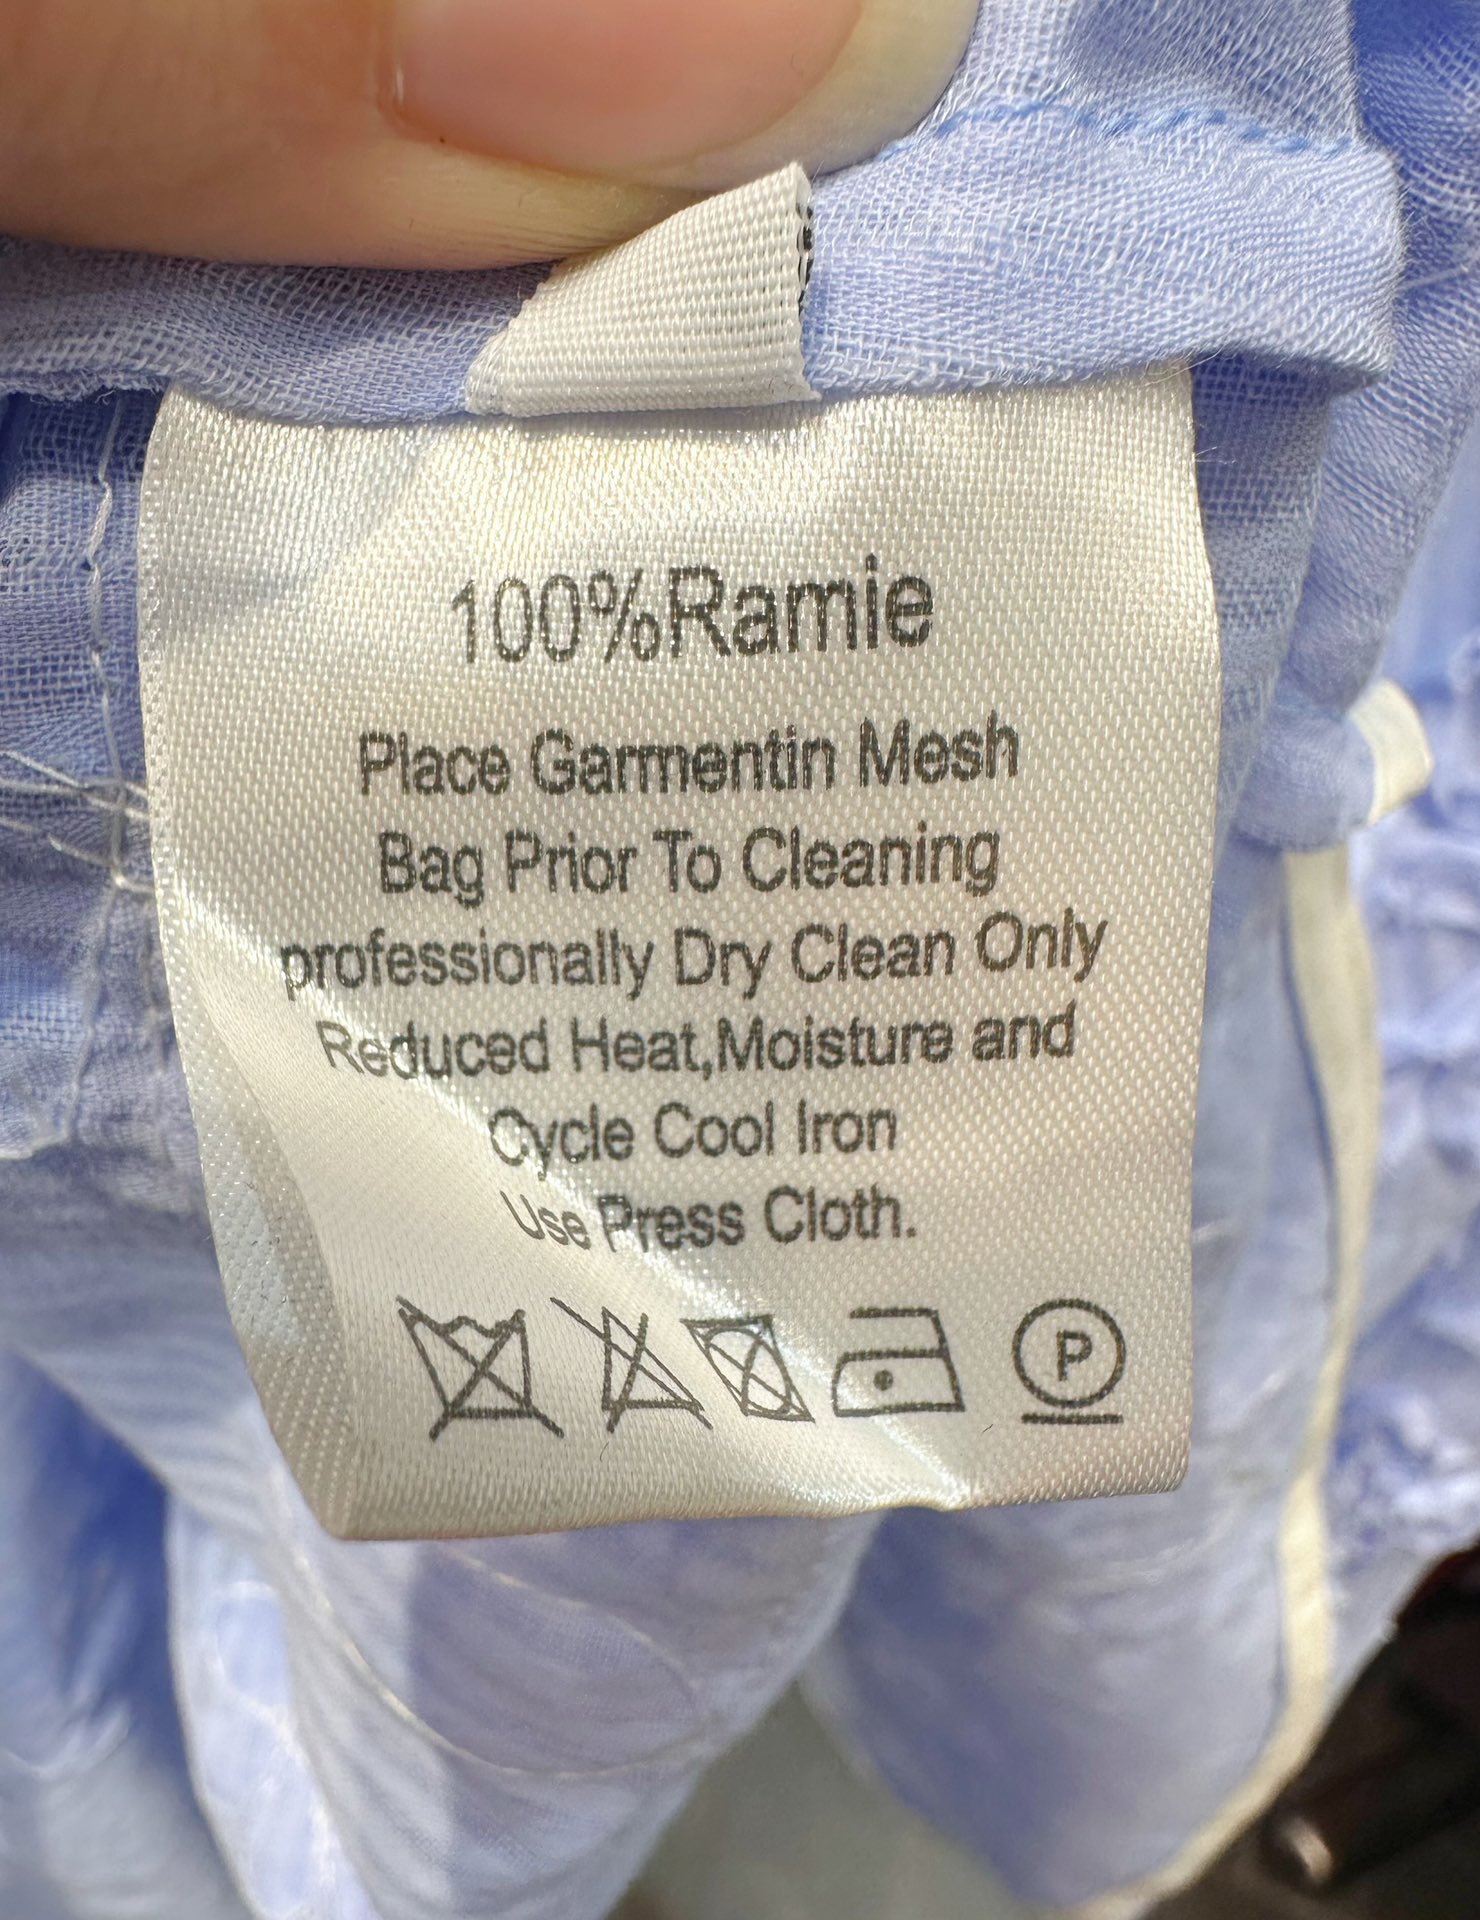 100%Ramie
Place Garmentin Mesh
Bag Prior To Cleaning
professionally Dry Clean Only
Reduced Heat,Moisture and
Cycle Cool Iron
Use Press Cloth.
P